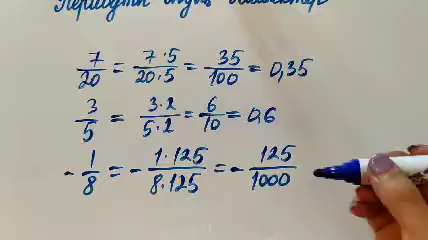 7/20 = 7·5/20·5 = 35/100 = 0,35
3/5 = 3·2/5·2 = 6/10 = 0,6
- 1/8 = - 1·125/8·125 = - 125/1000